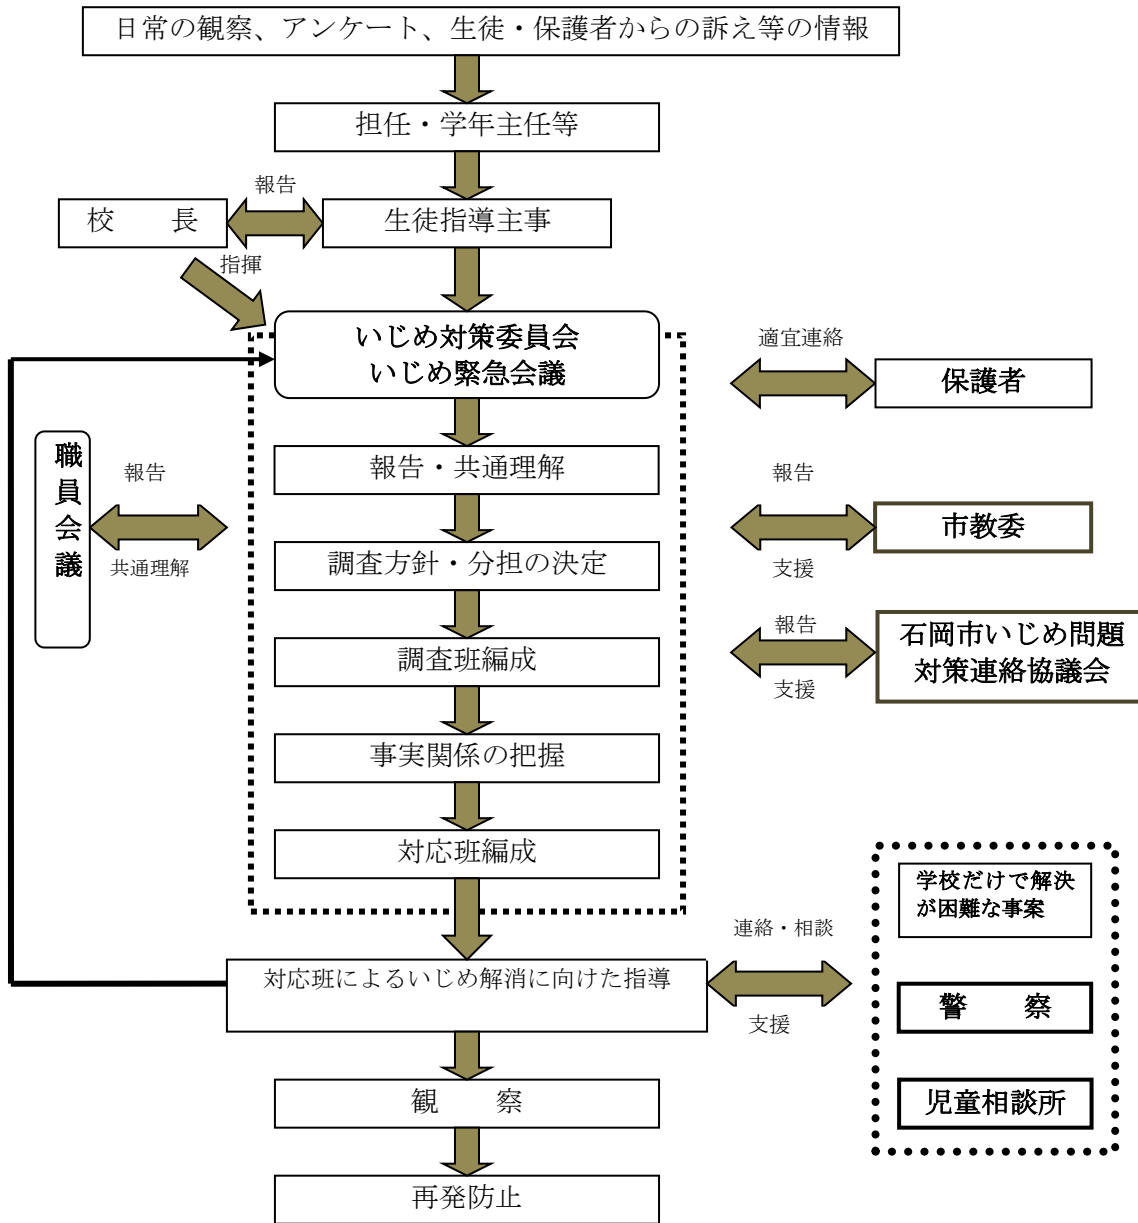 日常の観察、アンケート、生徒・保護者からの訴え等の情報
担任・学年主任等
報告
校　　長
生徒指導主事
指揮
いじめ対策委員会
いじめ緊急会議
適宜連絡
保護者
職員会議
報告
共通理解
報告・共通理解
報告
市教委
支援
調査方針・分担の決定
報告
石岡市いじめ問題
対策連絡協議会
支援
調査班編成
事実関係の把握
対応班編成
学校だけで解決
が困難な事案
連絡・相談
対応班によるいじめ解消に向けた指導
支援
警　　察
児童相談所
観　　察
再発防止